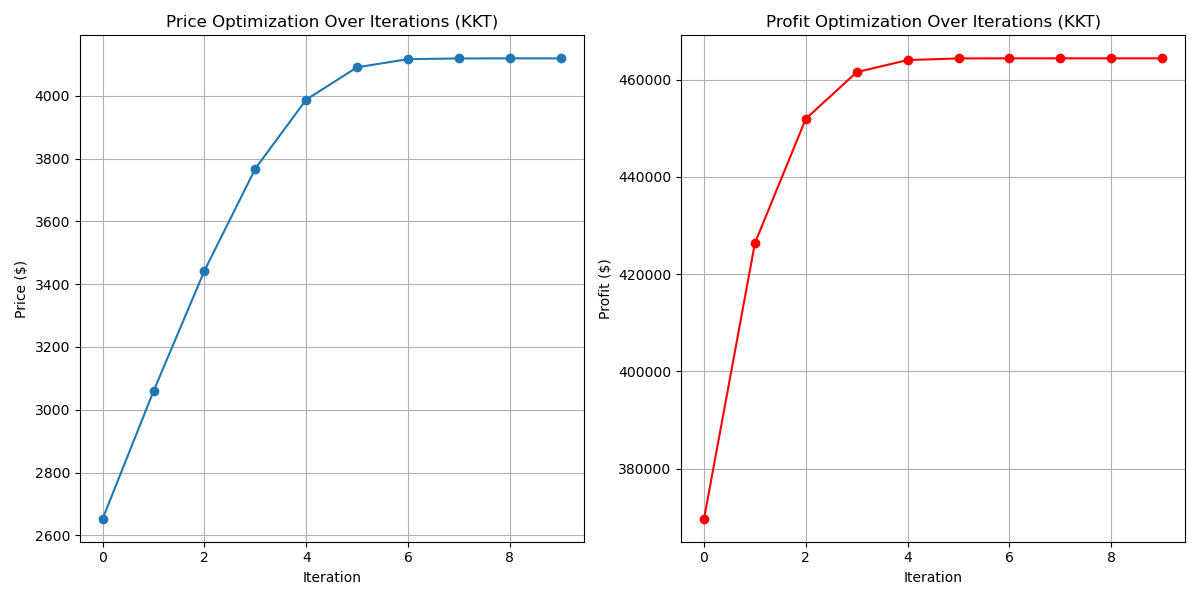 Price Optimization Over Iterations (KKT)
Price ($)
4000
3800
3600
3400
3200
3000
2800
2600
0 2 4 6 8
Iteration
Profit Optimization Over Iterations (KKT)
Profit ($)
460000
440000
420000
400000
380000
0 2 4 6 8
Iteration